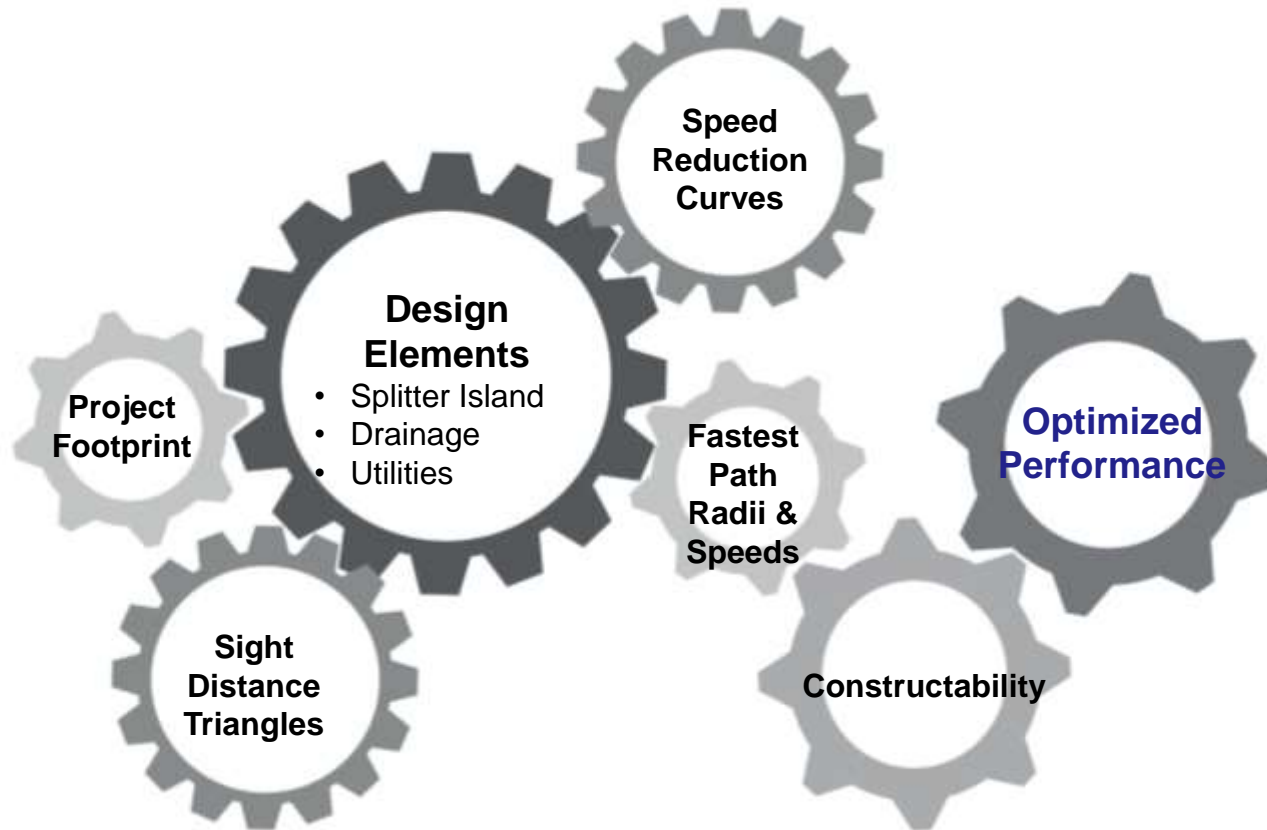 Speed
Reduction
Curves
Design
Elements
• Splitter Island
• Drainage
• Utilities
Project
Footprint
Fastest
Path
Radii &
Speeds
Optimized
Performance
Sight
Distance
Triangles
Constructability